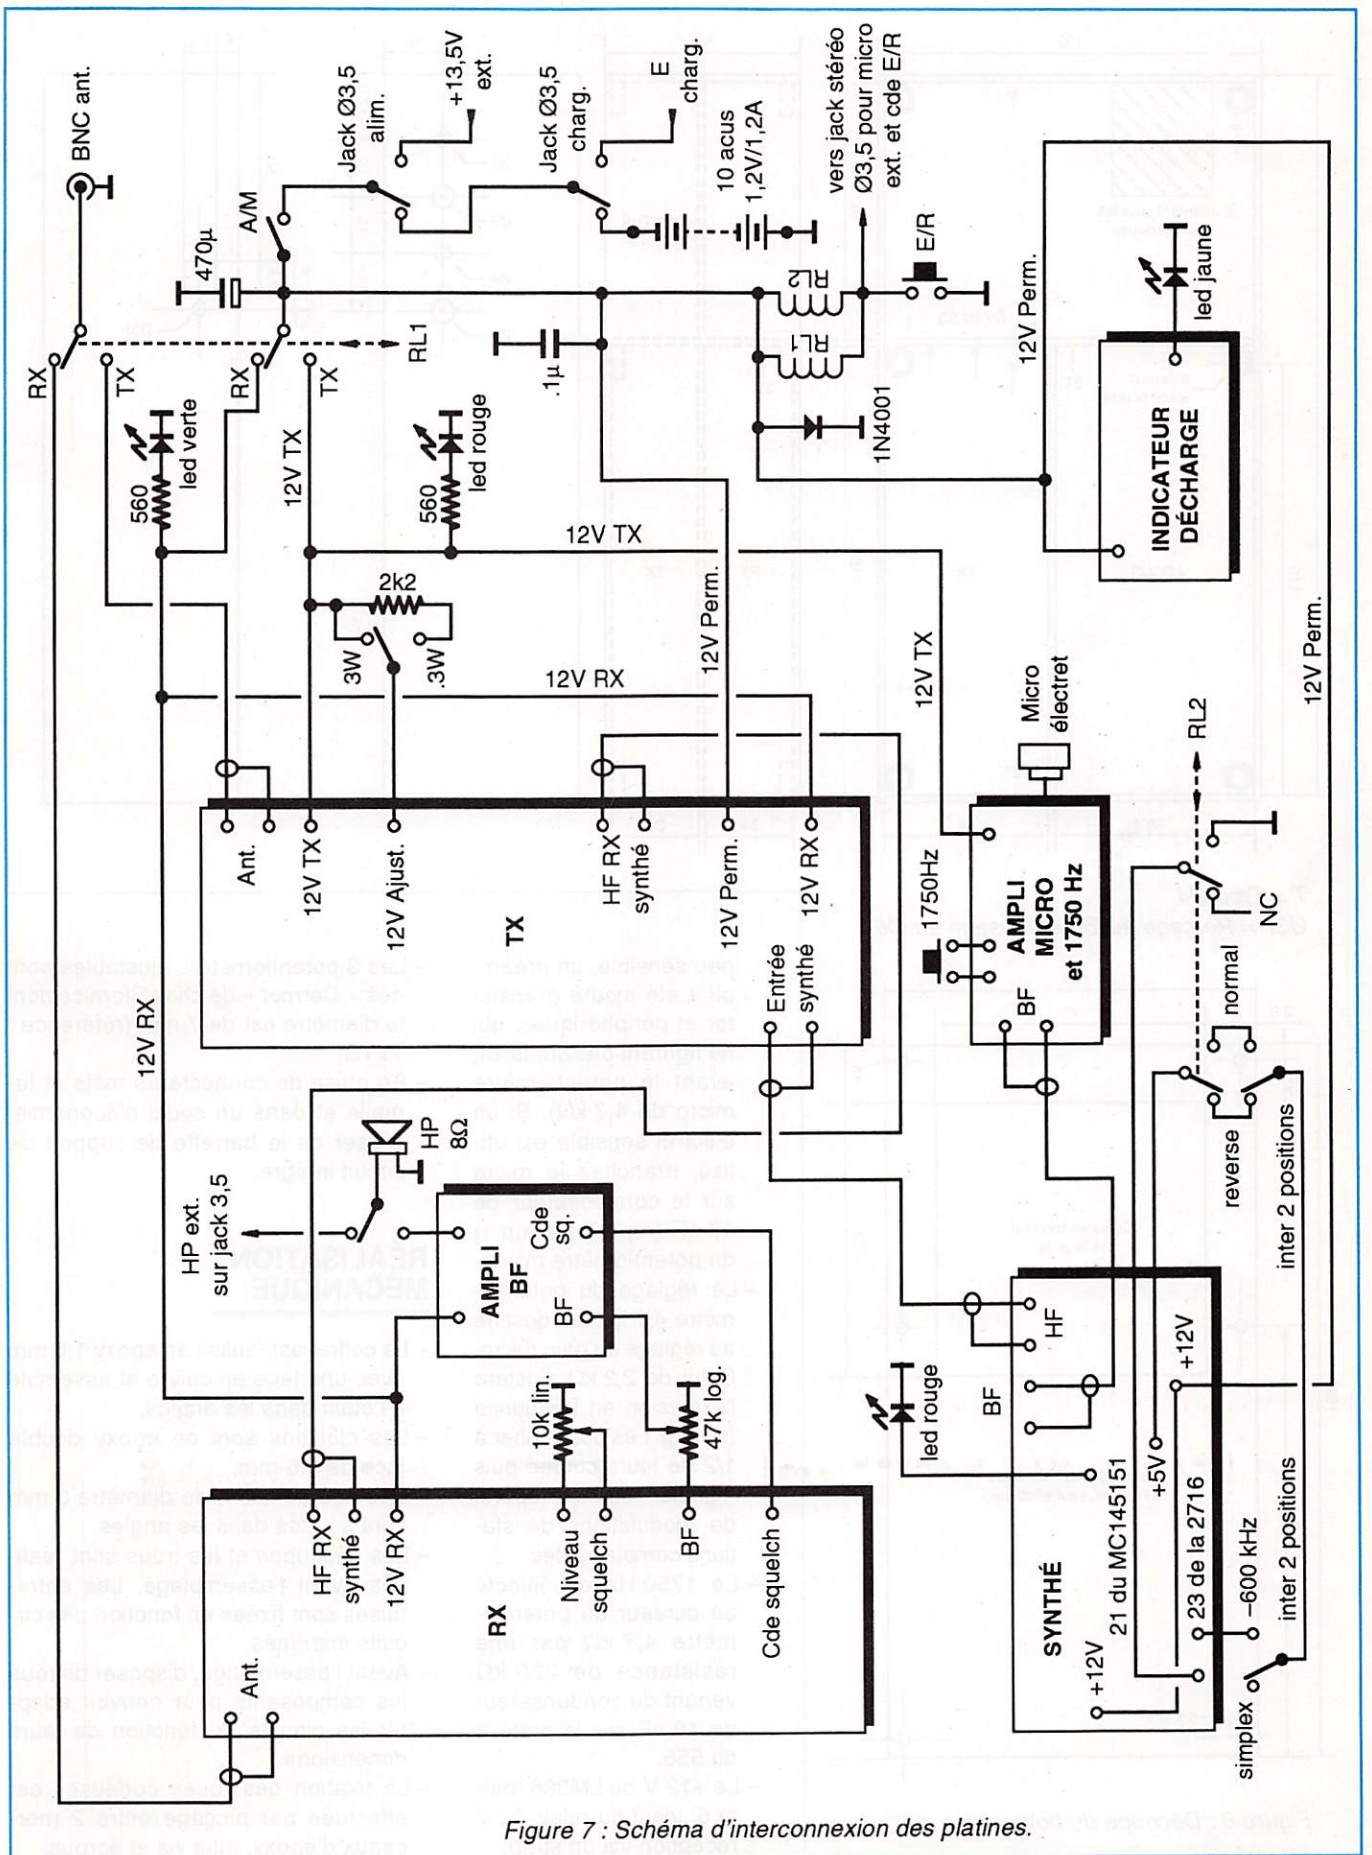 BNC ant.
RX
TX
470µ
A/M
Jack Ø3,5
alim.
+13,5V
ext.
Jack Ø3,5
charg.
E
charg.
10 acus
1,2V/1,2A
vers jack stéréo
Ø3,5 pour micro
ext. et cde E/R
E/R
RL2
RL1
1N4001
.1µ
RL1
RX
TX
560
led verte
12V TX
560
led rouge
12V TX
2k2
3W
.3W
12V RX
12V Perm.
12V Perm.
led jaune
INDICATEUR
DÉCHARGE
12V Perm.
12V TX
Micro
électret
RL2
TX
Ant.
12V TX
12V Ajust.
HF RX
synthé
12V Perm.
12V RX
Entrée
synthé
1750Hz
AMPLI
MICRO
et 1750 Hz
BF
NC
normal
reverse
inter 2 positions
12V RX
HP ext.
sur jack 3,5
HP
8Ω
AMPLI
BF
Cde
sq.
BF
10k lin.
47k log.
led rouge
RX
Ant.
HF RX
synthé
12V RX
Niveau
squelch
BF
Cde squelch
SYNTHÉ
HF
BF
+12V
21 du MC145151
+5V
+12V
23 de la 2716
–600 kHz
simplex
inter 2 positions
peu sensible, un préam-
RÉALISATION
MÉCANIQUE
Figure 7 : Schéma d'interconnexion des platines.